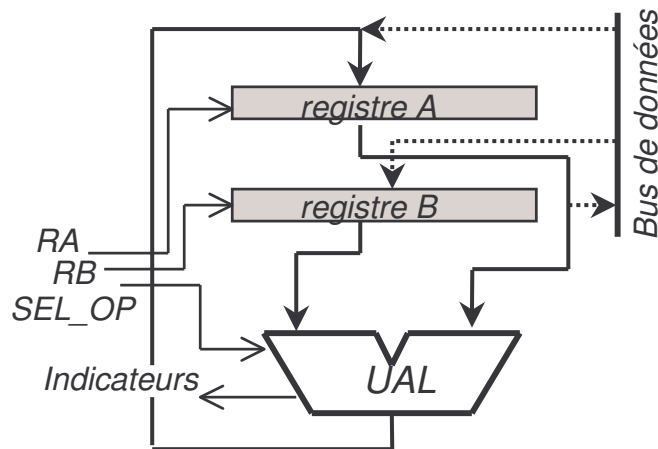 Bus de données
registre A
registre B
RA
RB
SEL_OP
Indicateurs
UAL